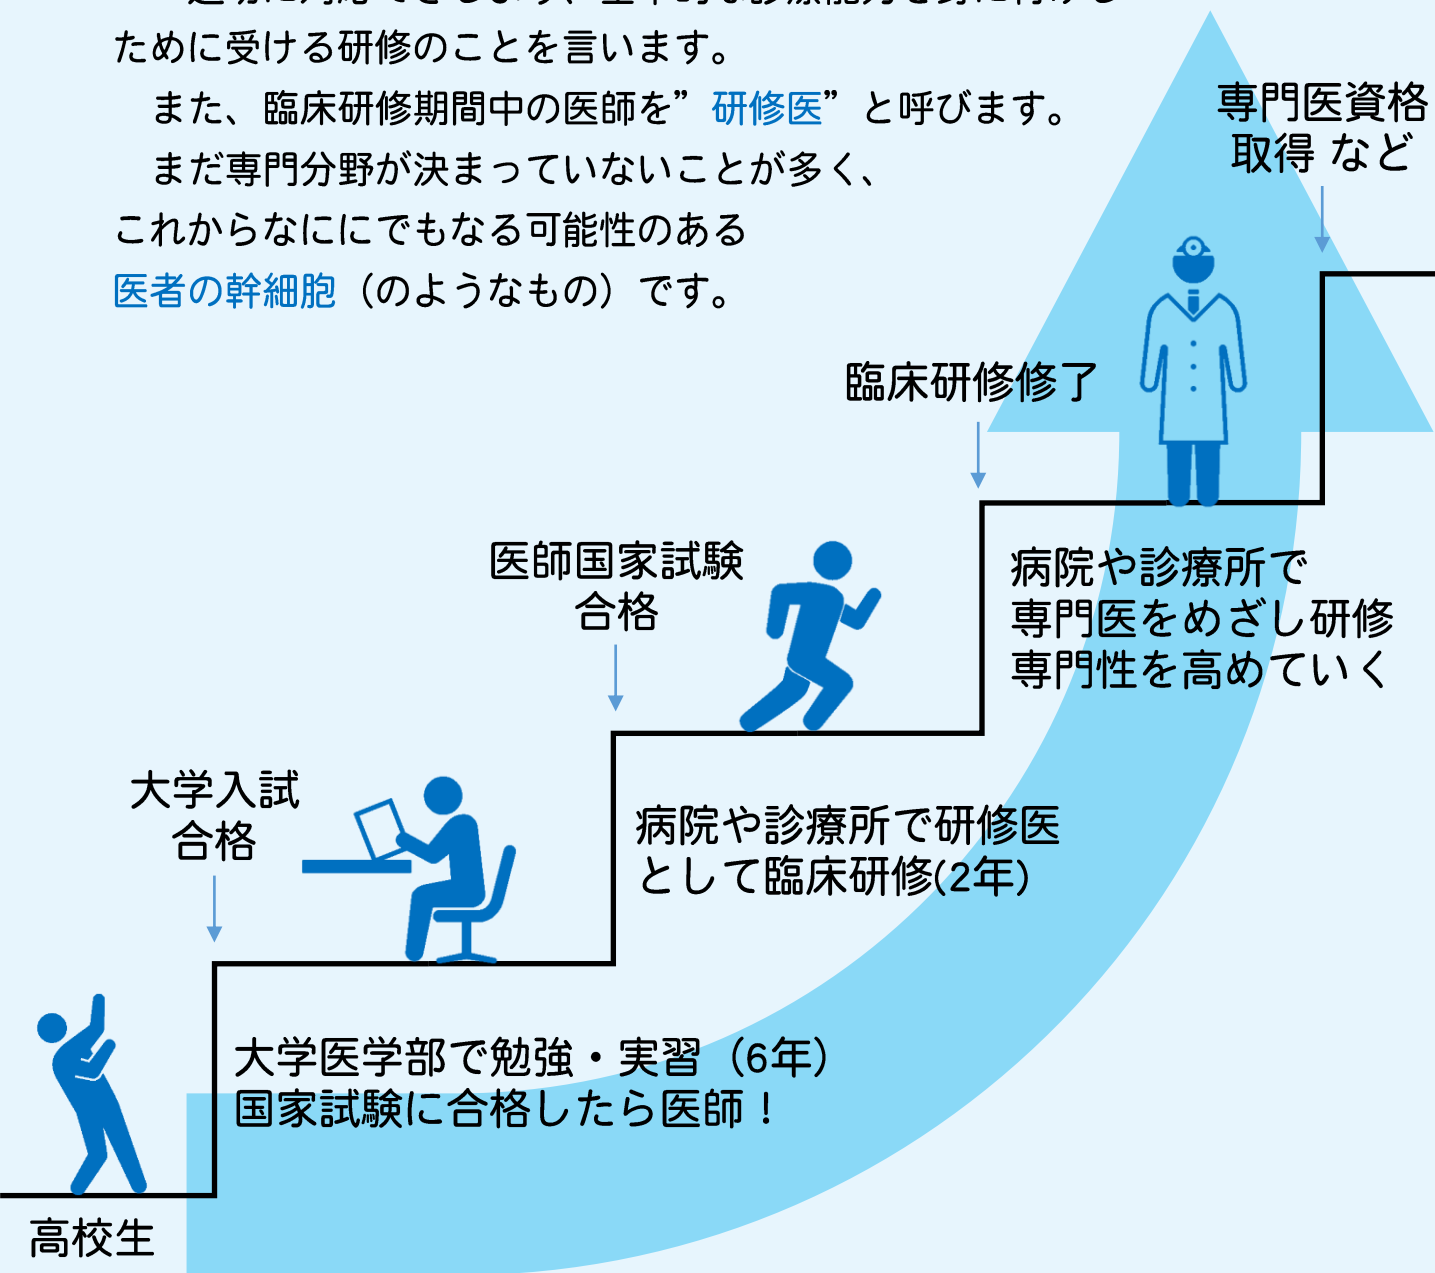 ために受ける研修のことを言います。
また、臨床研修期間中の医師を”研修医”と呼びます。
まだ専門分野が決まっていないことが多く、
これからなににでもなる可能性のある
医者の幹細胞（のようなもの）です。
専門医資格
取得 など
臨床研修修了
医師国家試験
合格
病院や診療所で
専門医をめざし研修
専門性を高めていく
大学入試
合格
病院や診療所で研修医
として臨床研修(2年)
大学医学部で勉強・実習（6年）
国家試験に合格したら医師！
高校生